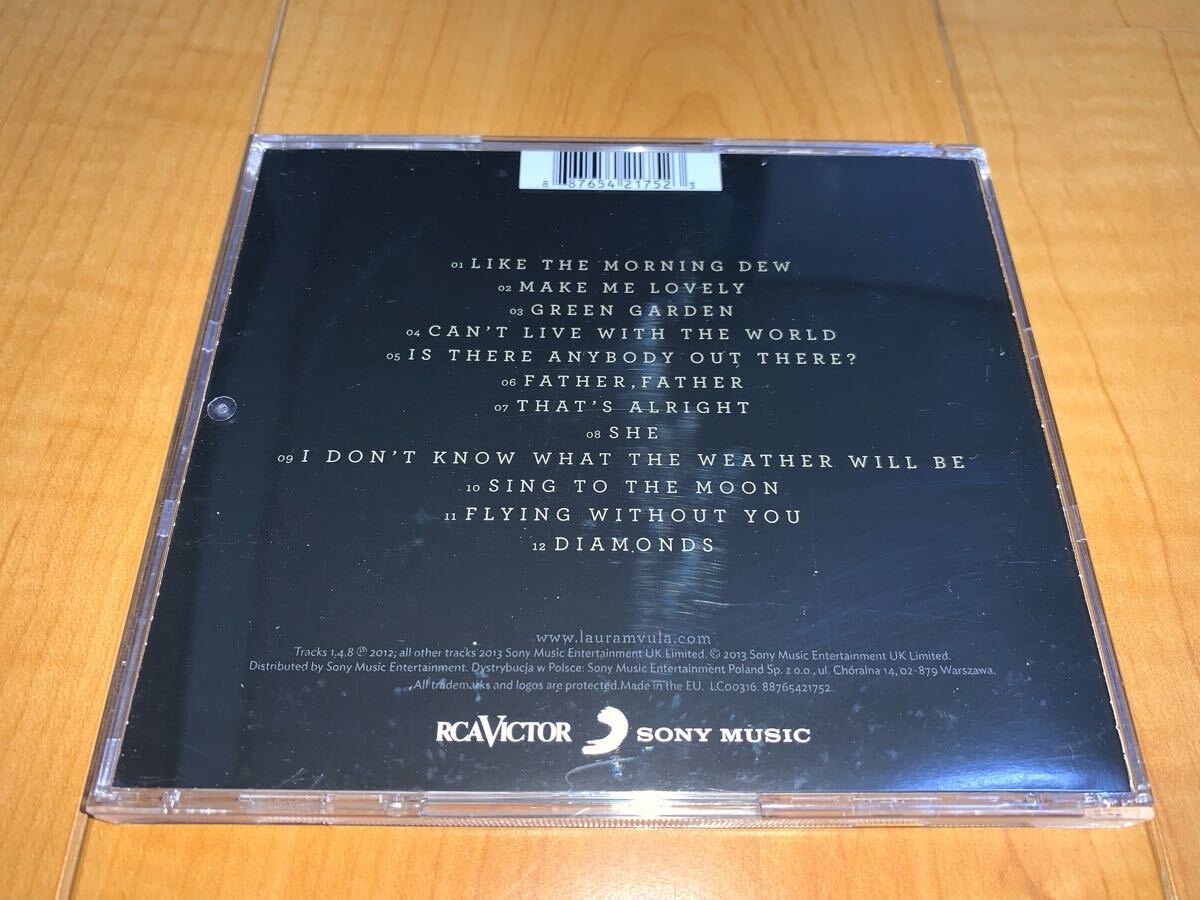 8 87654 21752 3
01 LIKE THE MORNING DEW
02 MAKE ME LOVELY
03 GREEN GARDEN
04 CAN'T LIVE WITH THE WORLD
05 IS THERE ANYBODY OUT THERE?
06 FATHER, FATHER
07 THAT'S ALRIGHT
08 SHE
09 I DON'T KNOW WHAT THE WEATHER WILL BE
10 SING TO THE MOON
11 FLYING WITHOUT YOU
12 DIAMONDS
www.lauramvula.com
Tracks 1,4,8 ℗ 2012; all other tracks 2013 Sony Music Entertainment UK Limited. © 2013 Sony Music Entertainment UK Limited.
Distributed by Sony Music Entertainment. Dystrybucja w Polsce: Sony Music Entertainment Poland Sp. z o.o., ul. Chóralna 14, 02-879 Warszawa.
All trademarks and logos are protected. Made in the EU. LC00316. 88765421752
RCA VICTOR SONY MUSIC